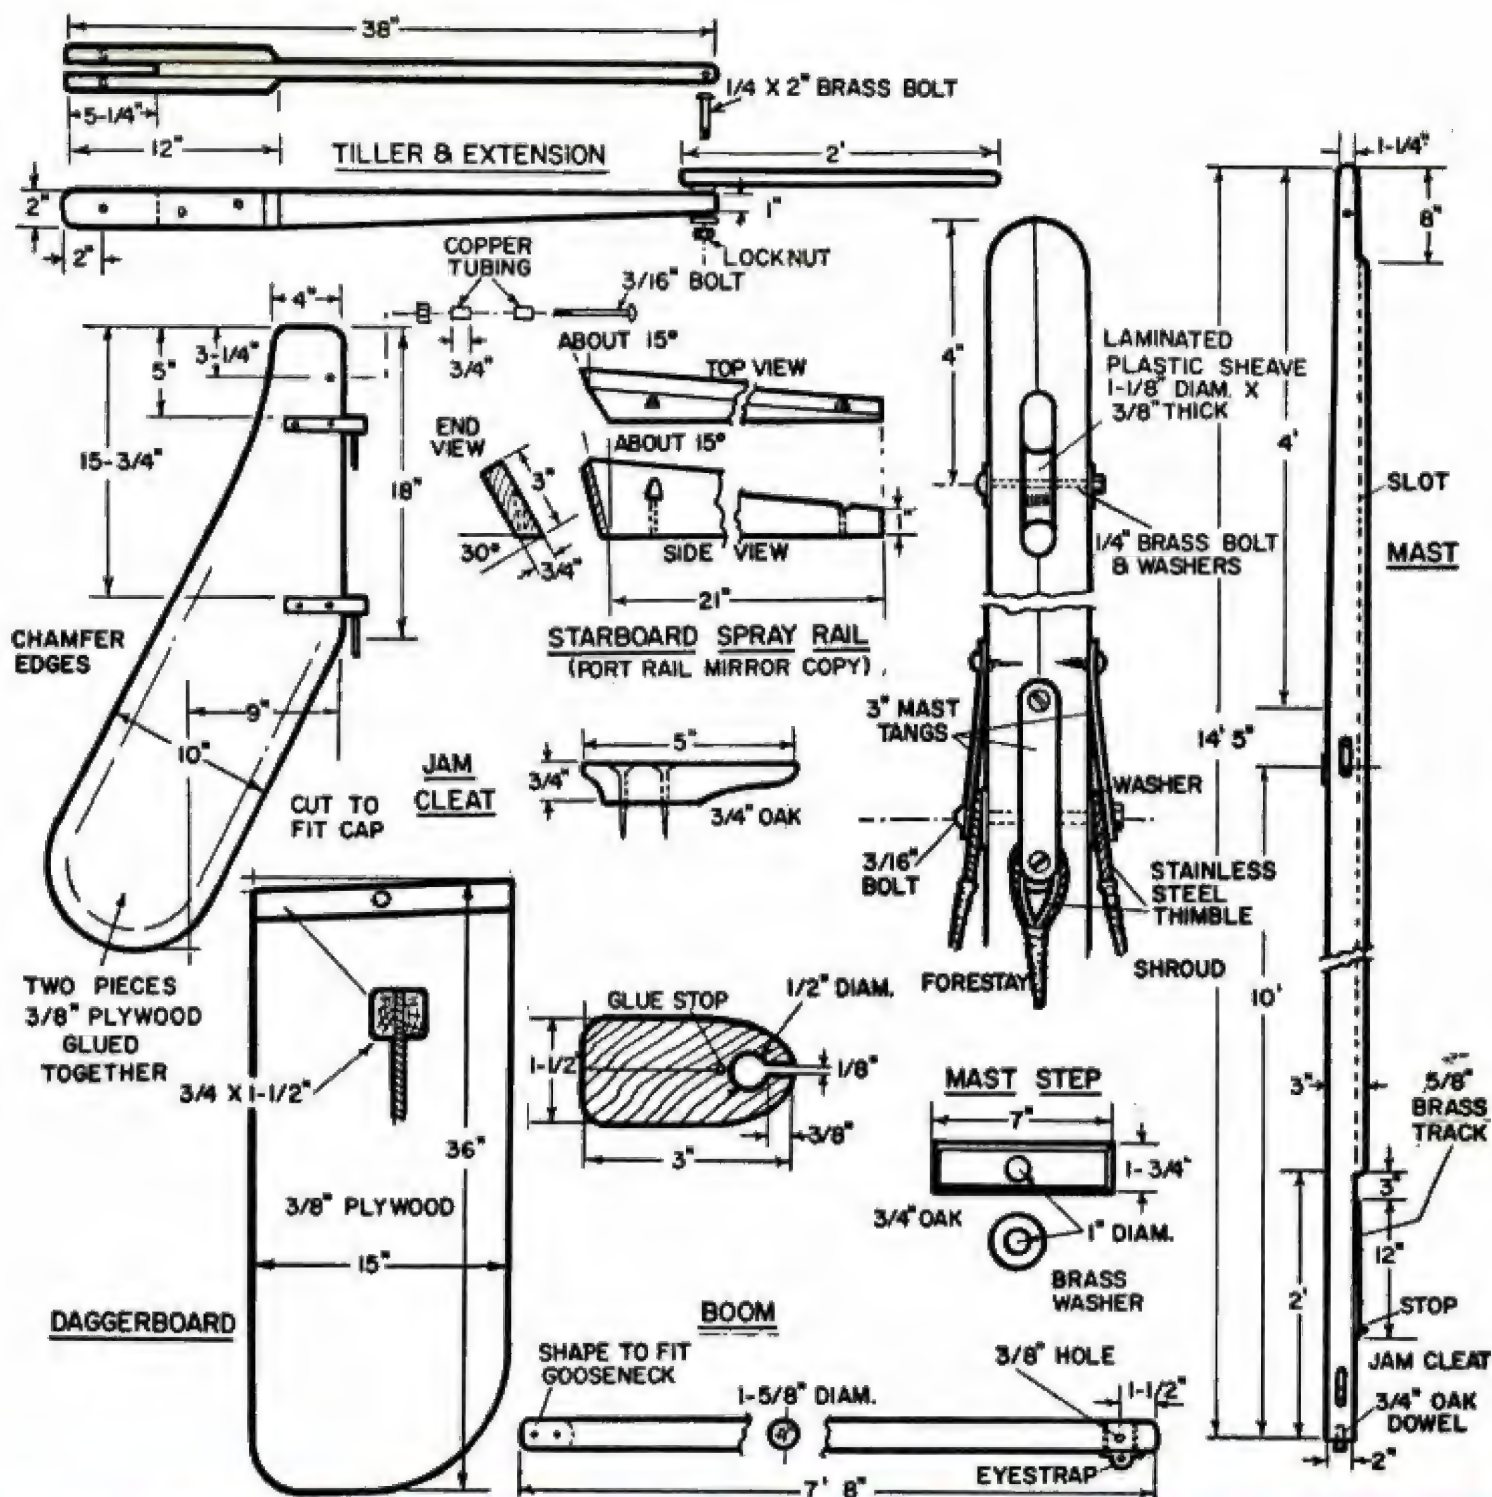 38"
1/4 X 2" BRASS BOLT
5-1/4"
12"
TILLER & EXTENSION
2'
2"
1"
2"
LOCKNUT
COPPER
TUBING
3/16" BOLT
3/4"
4"
3-1/4"
5"
15-3/4"
18"
CHAMFER
EDGES
9"
10"
TWO PIECES
3/8" PLYWOOD
GLUED
TOGETHER
ABOUT 15°
TOP VIEW
END
VIEW
ABOUT 15°
3"
30°
3/4"
SIDE VIEW
1"
21"
STARBOARD SPRAY RAIL
(PORT RAIL MIRROR COPY)
JAM
CLEAT
5"
3/4"
3/4" OAK
CUT TO
FIT CAP
3/4 X 1-1/2"
36"
3/8" PLYWOOD
15"
DAGGERBOARD
GLUE STOP
1/2" DIAM.
1-1/2"
1/8"
3/8"
3"
4"
LAMINATED
PLASTIC SHEAVE
1-1/8" DIAM. X
3/8" THICK
1/4" BRASS BOLT
& WASHERS
3" MAST
TANGS
WASHER
3/16"
BOLT
STAINLESS
STEEL
THIMBLE
FORESTAY
SHROUD
MAST STEP
7"
1-3/4"
3/4" OAK
1" DIAM.
BRASS
WASHER
BOOM
SHAPE TO FIT
GOOSENECK
1-5/8" DIAM.
3/8" HOLE
1-1/2"
EYESTRAP
7' 8"
1-1/4"
8"
4'
SLOT
MAST
14' 5"
10'
3"
5/8"
BRASS
TRACK
3"
12"
2'
STOP
JAM CLEAT
3/4" OAK
DOWEL
2"